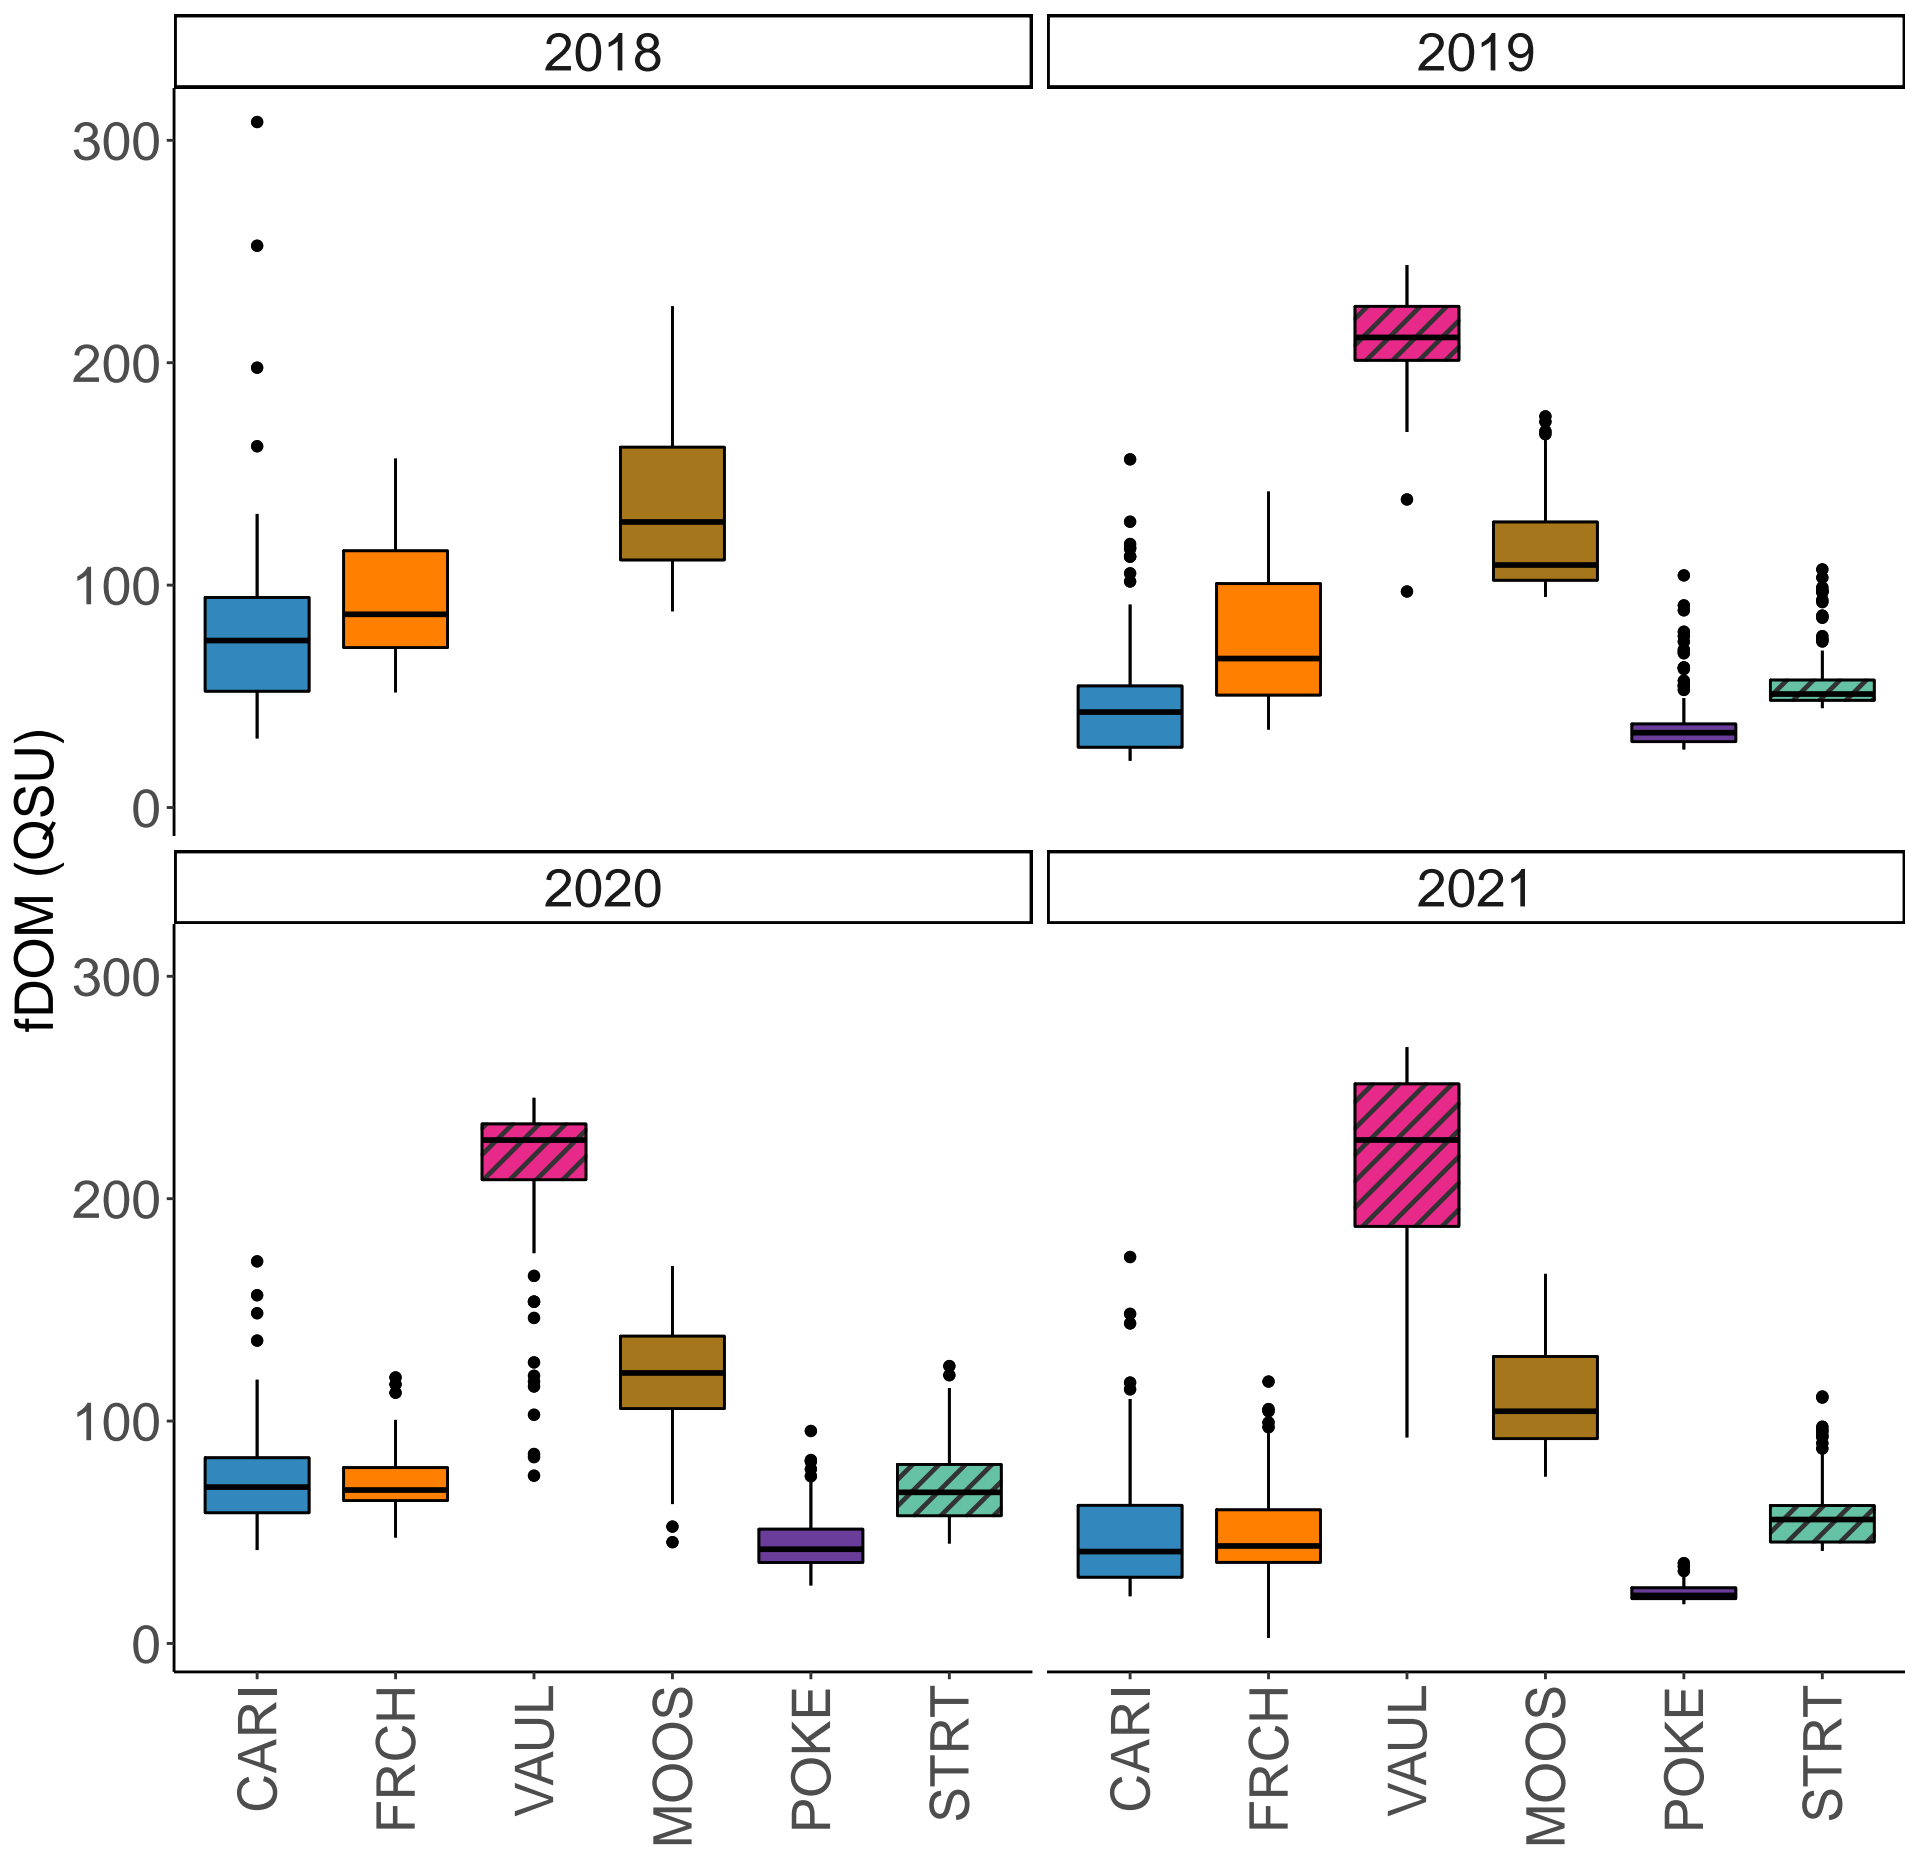 2018
2019
300
200
100
0
fDOM (QSU)
2020
2021
300
200
100
0
CARI
FRCH
VAUL
MOOS
POKE
STRT
CARI
FRCH
VAUL
MOOS
POKE
STRT